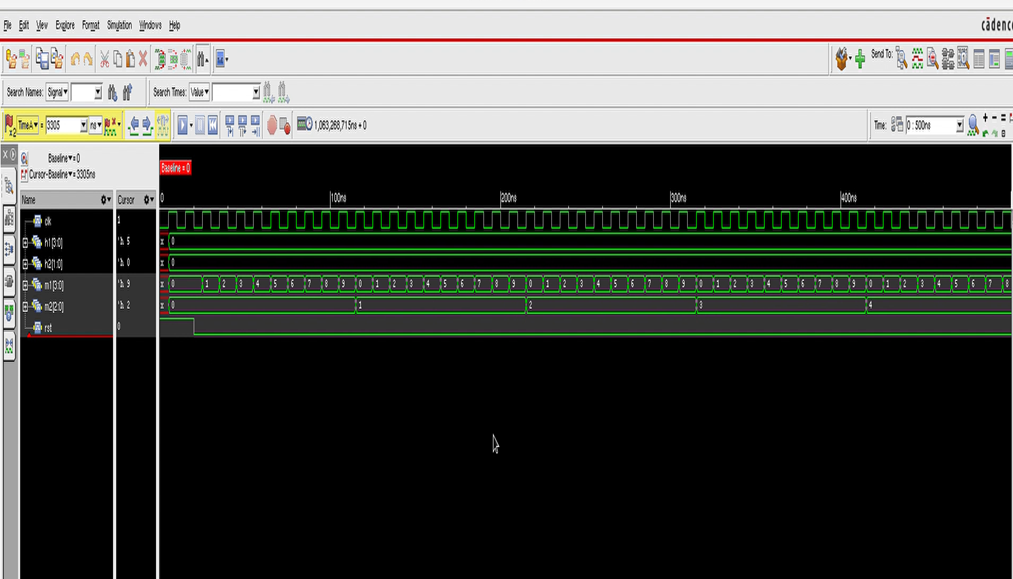 File Edit View Explore Format Simulation Windows Help
cādenc
Send To:
Search Names: Signal Search Times: Value
x2 TimeA = 3305 ns 1,063,268,715ns + 0 Time: 0 : 500ns
Baseline = 0
Cursor-Baseline = 3305ns
Baseline = 0
Name Cursor 0 100ns 200ns 300ns 400ns
clk 1
h1[3:0] 'h 5 x 0
h2[1:0] 'h 0 x 0
m1[3:0] 'h 9 x 0 1 2 3 4 5 6 7 8 9 0 1 2 3 4 5 6 7 8 9 0 1 2 3 4 5 6 7 8 9 0 1 2 3 4 5 6 7 8 9 0 1 2 3 4 5 6 7 8
m2[2:0] 'h 2 x 0 1 2 3 4
rst 0